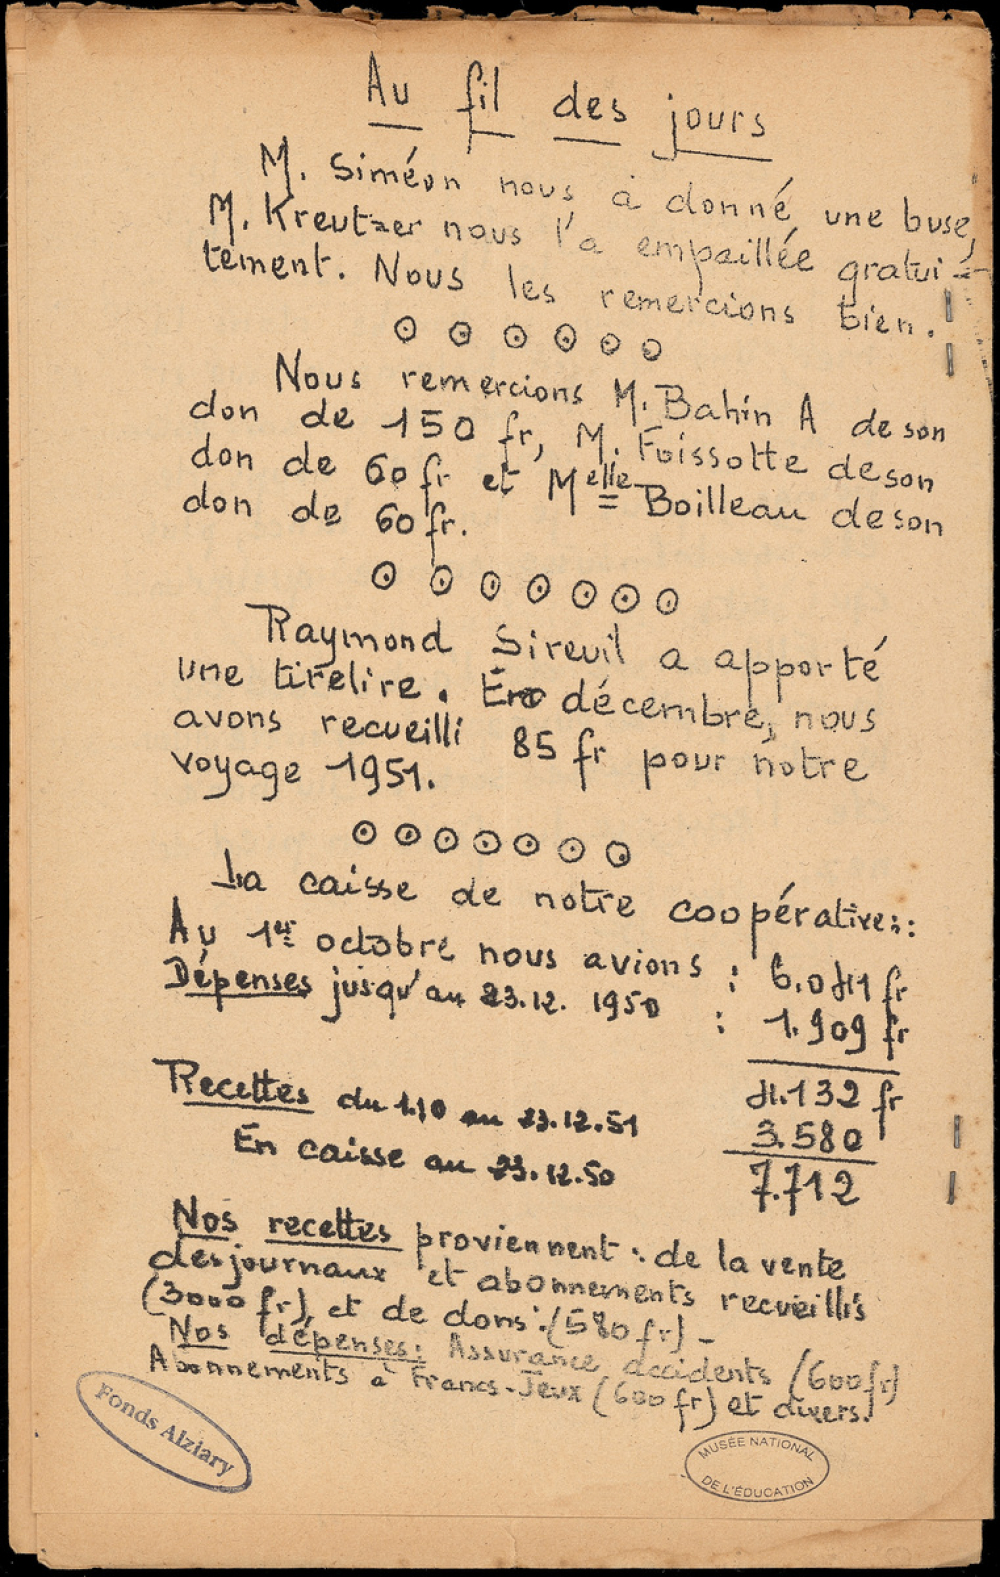 Au fil des jours
M. Siméon nous a donné une buse,
M. Kreutzer nous l'a empaillée gratui-
tement. Nous les remercions bien.
Nous remercions M. Bahin A de son
don de 150 fr, M. Foissotte de son
don de 60 fr et Melle Boilleau de son
don de 60 fr.
Raymond Sireuil a apporté
une tirelire. En décembre, nous
avons recueilli 85 fr pour notre
voyage 1951.
La caisse de notre coopérative:
Au 1er octobre nous avions : 6.041 fr
Dépenses jusqu'au 23.12. 1950 : 1.909 fr
4.132 fr
Recettes du 1.10 au 23.12.51 3.580
En caisse au 23.12.50 7.712
Nos recettes proviennent : de la vente
des journaux et abonnements recueillis
(3000 fr) et de dons : (580 fr) -
Nos dépenses : Assurance accidents (600 fr)
Abonnements à Francs-Jeux (600 fr) et divers.
Fonds Alziary
MUSÉE NATIONAL
DE L'ÉDUCATION